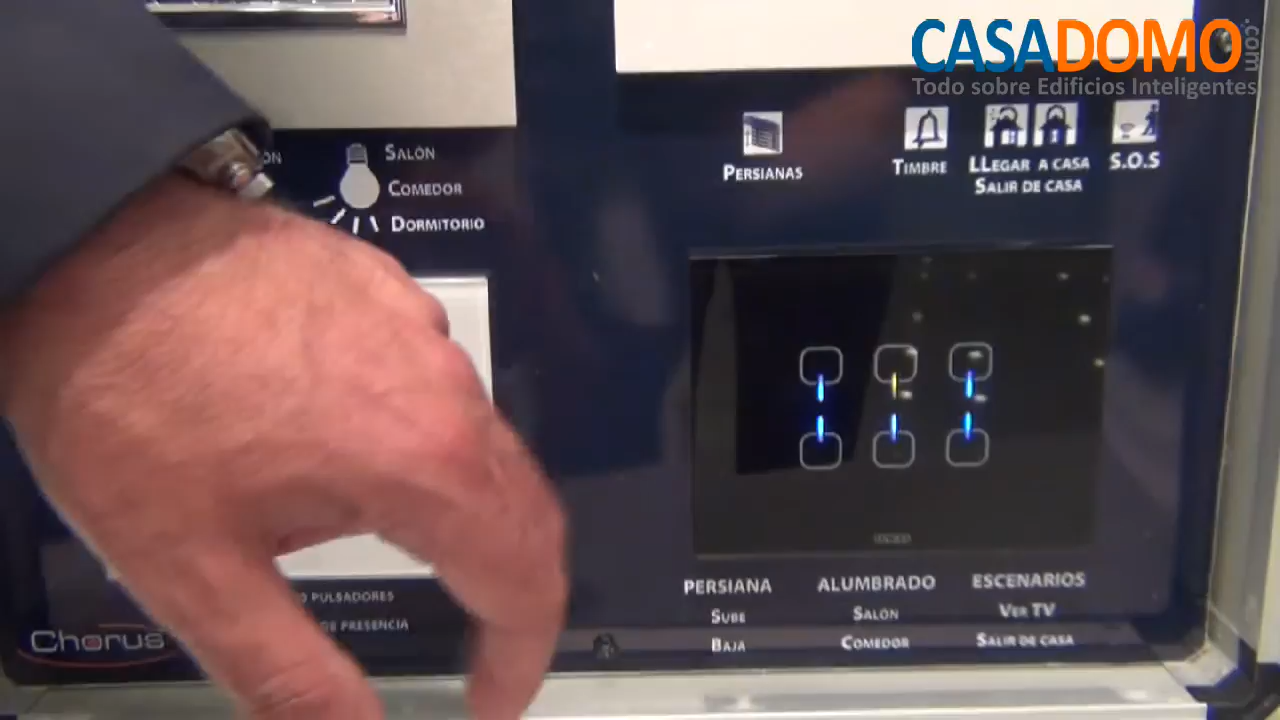 CASADOMO.com
Todo sobre Edificios Inteligentes
SALÓN
COMEDOR
DORMITORIO
PERSIANAS
TIMBRE
LLEGAR A CASA
SALIR DE CASA
S.O.S
PULSADORES
DE PRESENCIA
Chorus
PERSIANA
SUBE
BAJA
ALUMBRADO
SALÓN
COMEDOR
ESCENARIOS
VER TV
SALIR DE CASA